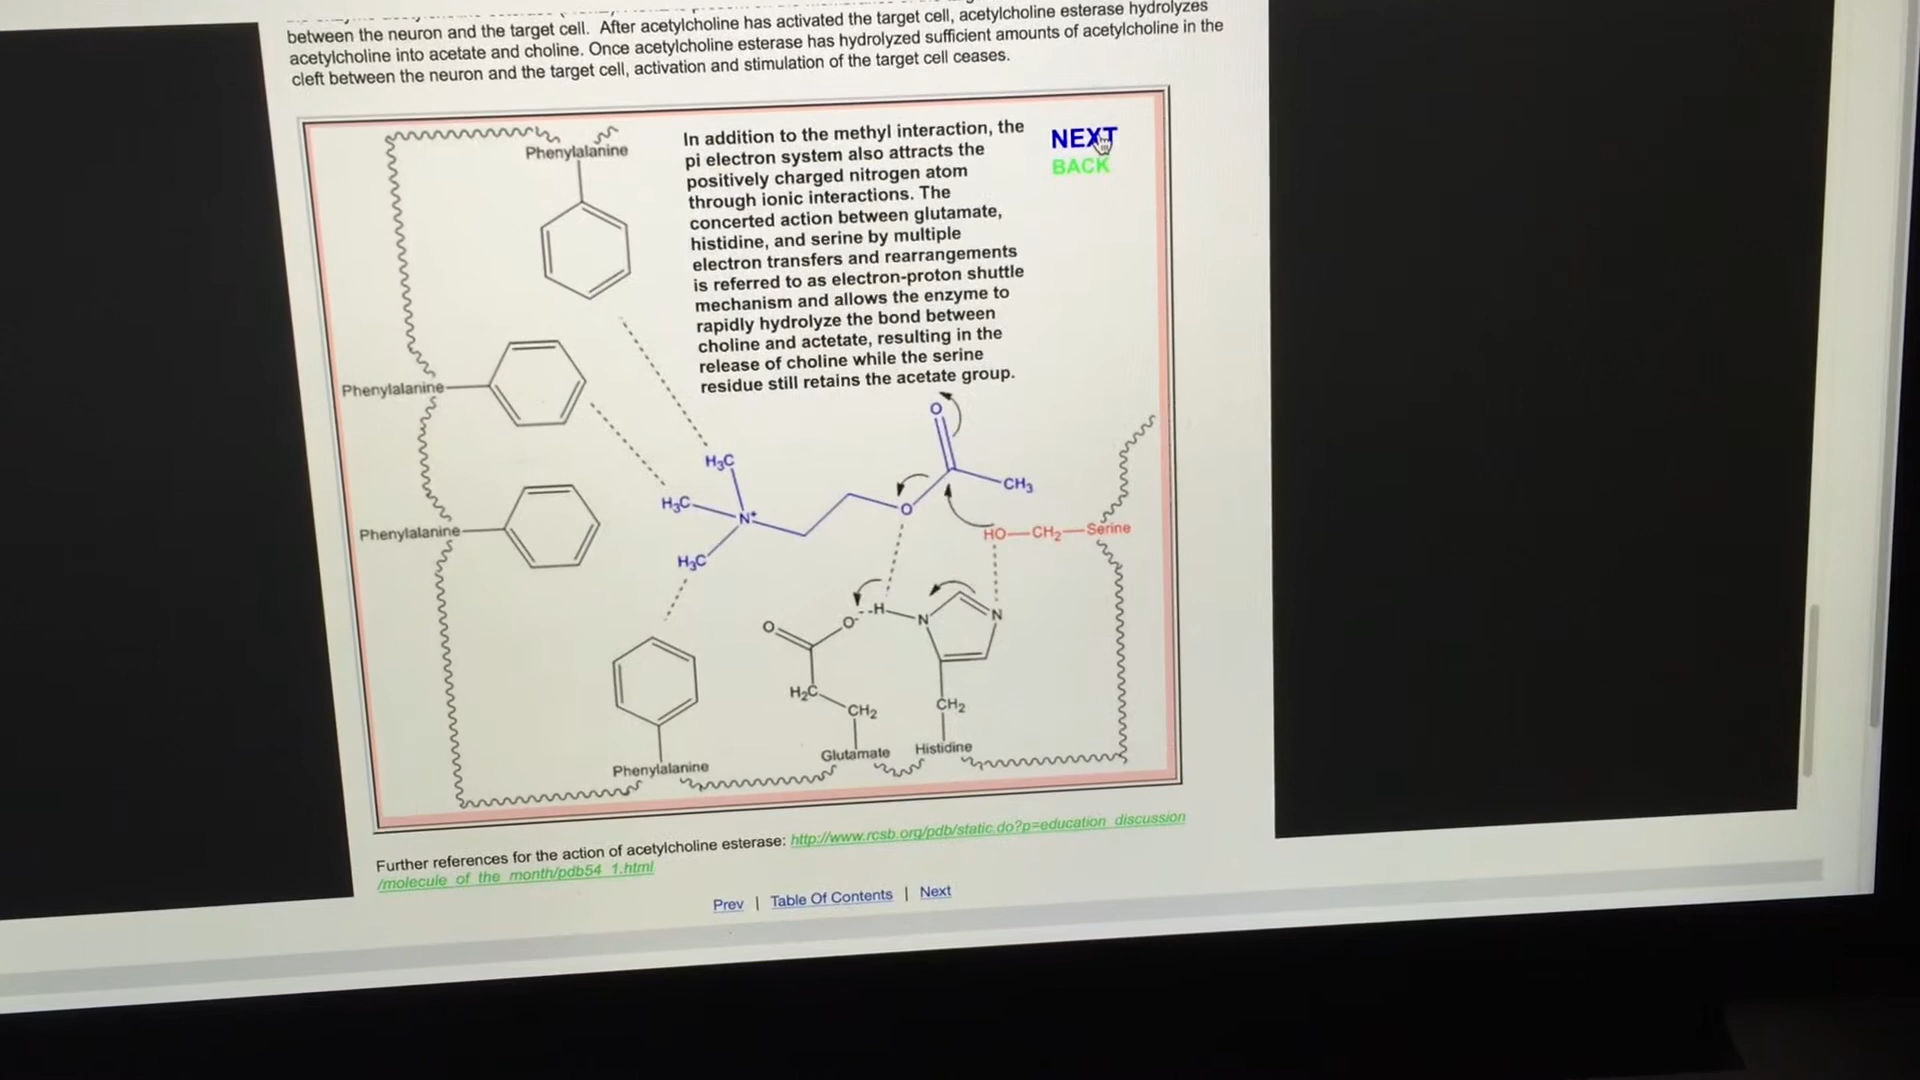 between the neuron and the target cell. After acetylcholine has activated the target cell, acetylcholine esterase hydrolyzes
acetylcholine into acetate and choline. Once acetylcholine esterase has hydrolyzed sufficient amounts of acetylcholine in the
cleft between the neuron and the target cell, activation and stimulation of the target cell ceases.
In addition to the methyl interaction, the
pi electron system also attracts the
positively charged nitrogen atom
through ionic interactions. The
concerted action between glutamate,
histidine, and serine by multiple
electron transfers and rearrangements
is referred to as electron-proton shuttle
mechanism and allows the enzyme to
rapidly hydrolyze the bond between
choline and actetate, resulting in the
release of choline while the serine
residue still retains the acetate group.
NEXT
BACK
Phenylalanine
Phenylalanine
Phenylalanine
O
H₃C
H₃C
N⁺
H₃C
O
CH₃
HO—CH₂—Serine
O
O⁻
H
N
N
H₂C
CH₂
CH₂
Glutamate
Histidine
Phenylalanine
Further references for the action of acetylcholine esterase: http://www.rcsb.org/pdb/static.do?p=education_discussion
/molecule_of_the_month/pdb54_1.html
Prev | Table Of Contents | Next